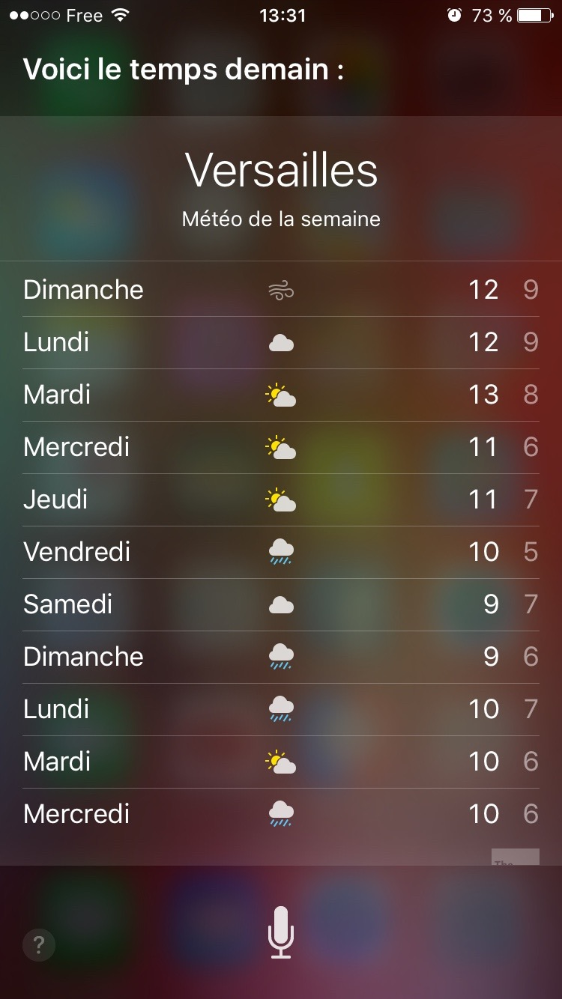 Free 13:31 73 %
Voici le temps demain :
Versailles
Météo de la semaine
Dimanche 12 9
Lundi 12 9
Mardi 13 8
Mercredi 11 6
Jeudi 11 7
Vendredi 10 5
Samedi 9 7
Dimanche 9 6
Lundi 10 7
Mardi 10 6
Mercredi 10 6
The
?